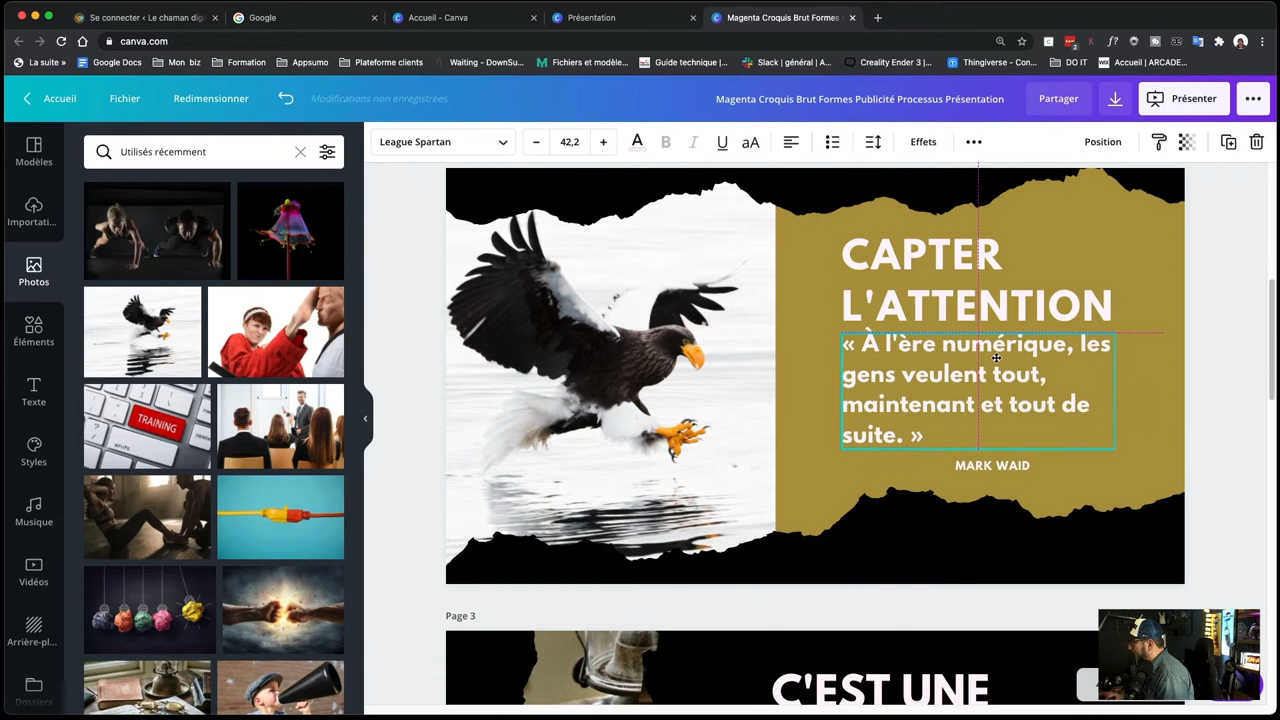 Se connecter ‹ Le chaman dig
Google
Accueil - Canva
Présentation
Magenta Croquis Brut Formes
canva.com
La suite »
Google Docs
Mon biz
Formation
Appsumo
Plateforme clients
Waiting - DownSu...
Fichiers et modèle...
Guide technique |...
Slack | général | A...
Creality Ender 3 |...
Thingiverse - Con...
DO IT
Accueil | ARCADE...
Accueil
Fichier
Redimensionner
Modifications non enregistrées
Magenta Croquis Brut Formes Publicité Processus Présentation
Partager
Présenter
League Spartan
42,2
Effets
Position
Utilisés récemment
Modèles
Importati...
Photos
Éléments
Texte
Styles
Musique
Vidéos
Arrière-pl...
Dossiers
TRAINING
CAPTER
L'ATTENTION
« À l'ère numérique, les
gens veulent tout,
maintenant et tout de
suite. »
MARK WAID
Page 3
C'EST UNE